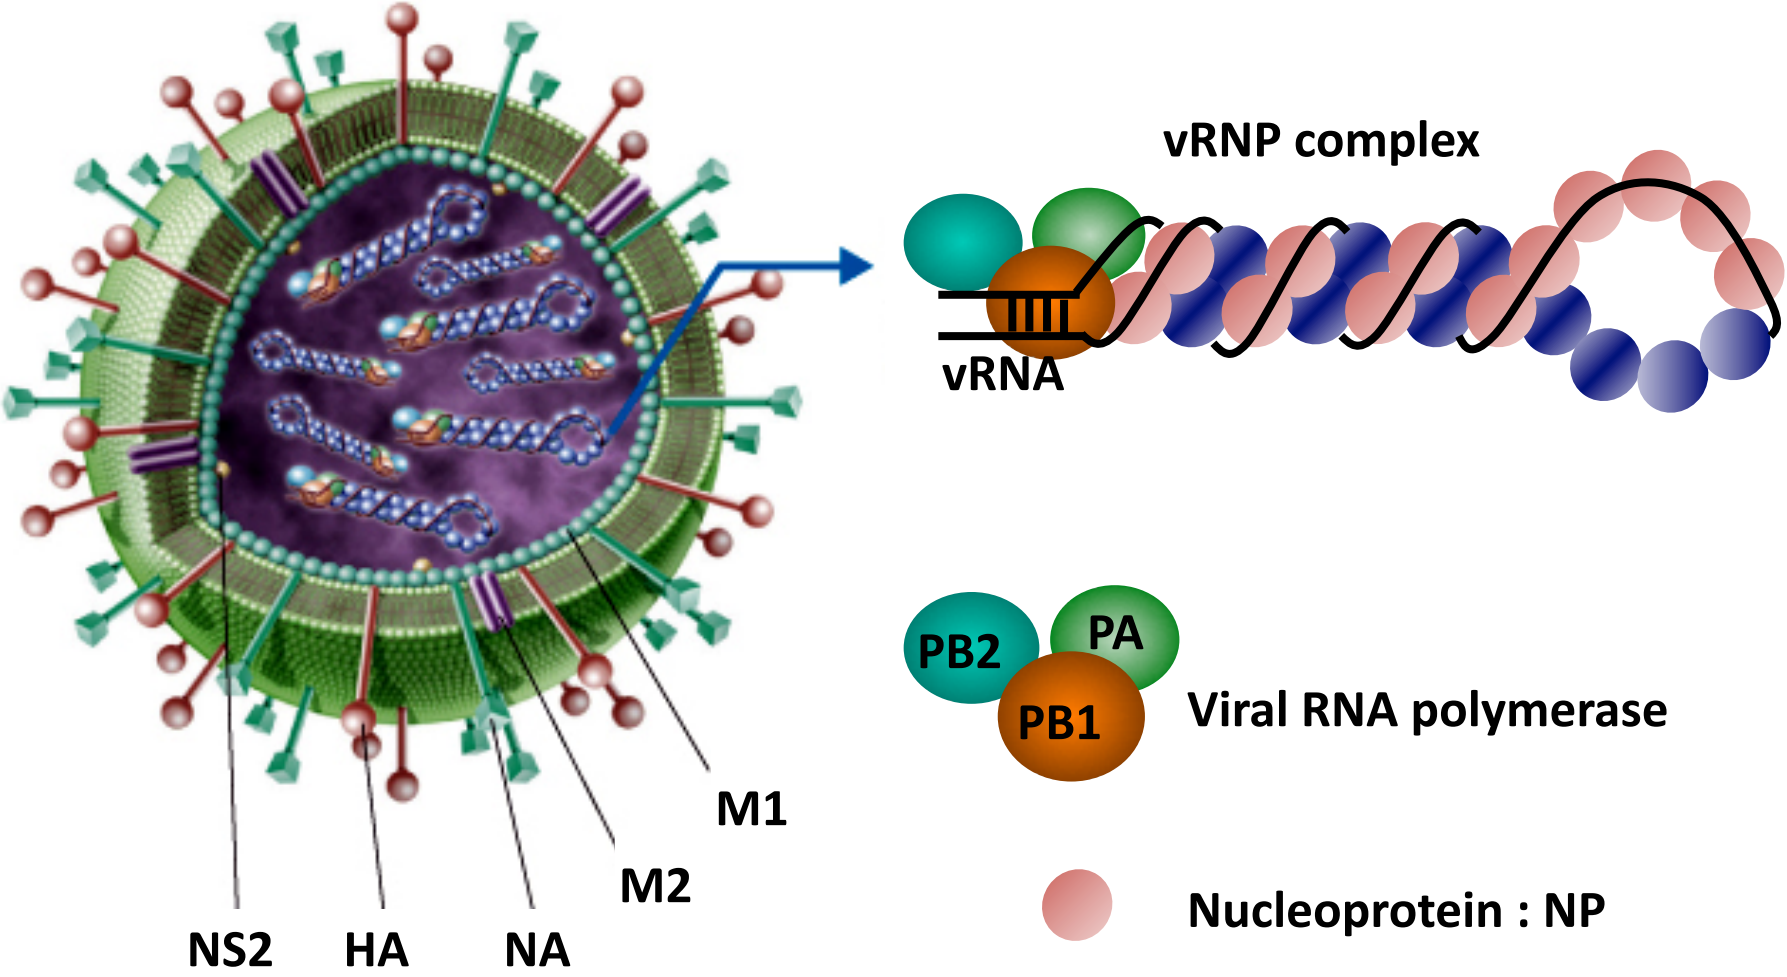 vRNP complex
vRNA
PB2
PA
PB1
Viral RNA polymerase
M1
M2
Nucleoprotein : NP
NS2
HA
NA